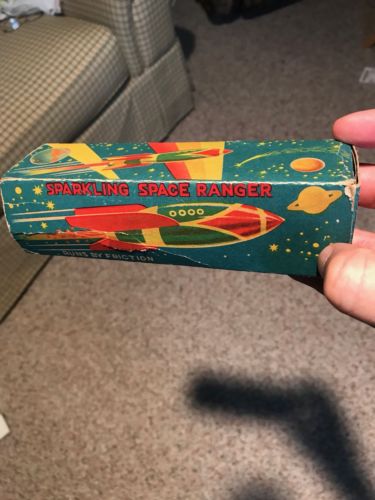 SPARKLING SPACE RANGER
RUNS BY FRICTION